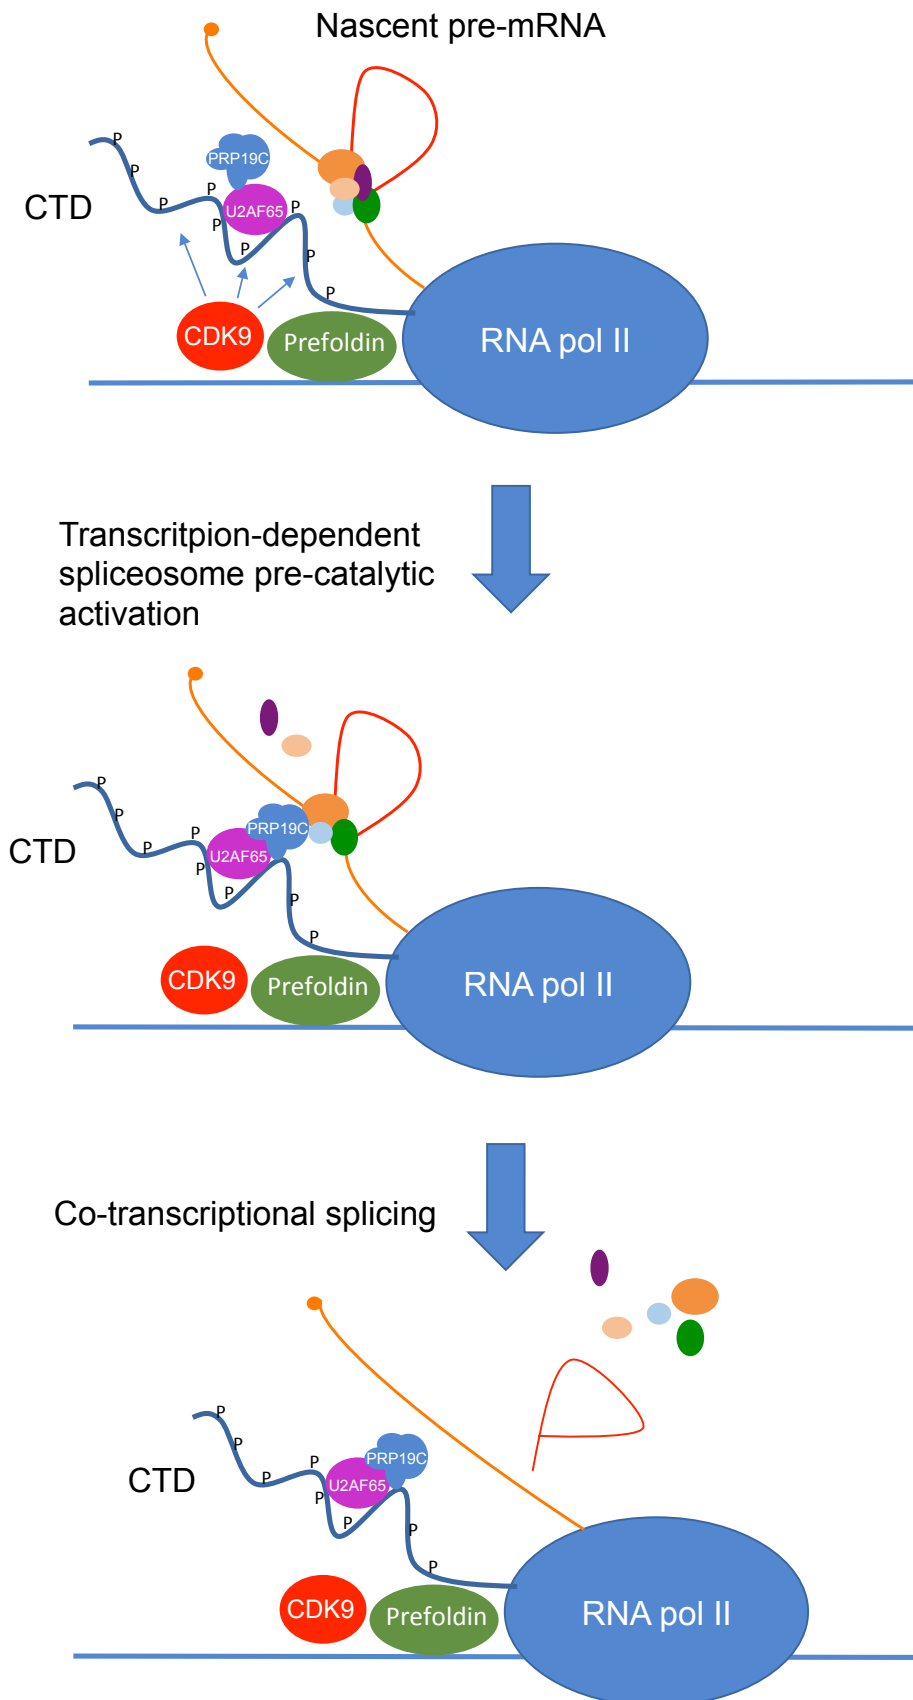 Nascent pre-mRNA
P
P
PRP19C
P
P
CTD
U2AF65
P
P
P
P
P
CDK9
Prefoldin
RNA pol II
Transcritpion-dependent
spliceosome pre-catalytic
activation
P
P
PRP19C
P
P
CTD
U2AF65
P
P
P
P
CDK9
Prefoldin
RNA pol II
Co-transcriptional splicing
P
P
PRP19C
P
P
CTD
U2AF65
P
P
P
P
CDK9
Prefoldin
RNA pol II